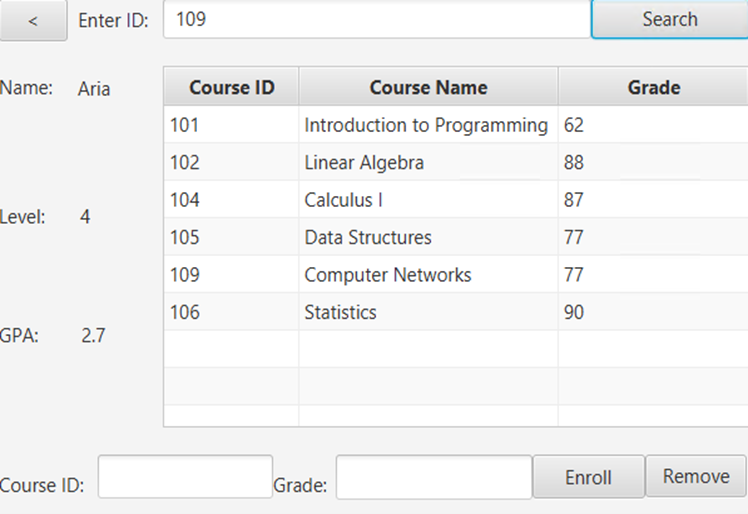 < Enter ID: 109 Search
Name: Aria
Course ID Course Name Grade
101 Introduction to Programming 62
102 Linear Algebra 88
104 Calculus I 87
Level: 4
105 Data Structures 77
109 Computer Networks 77
106 Statistics 90
GPA: 2.7
Course ID: Grade: Enroll Remove